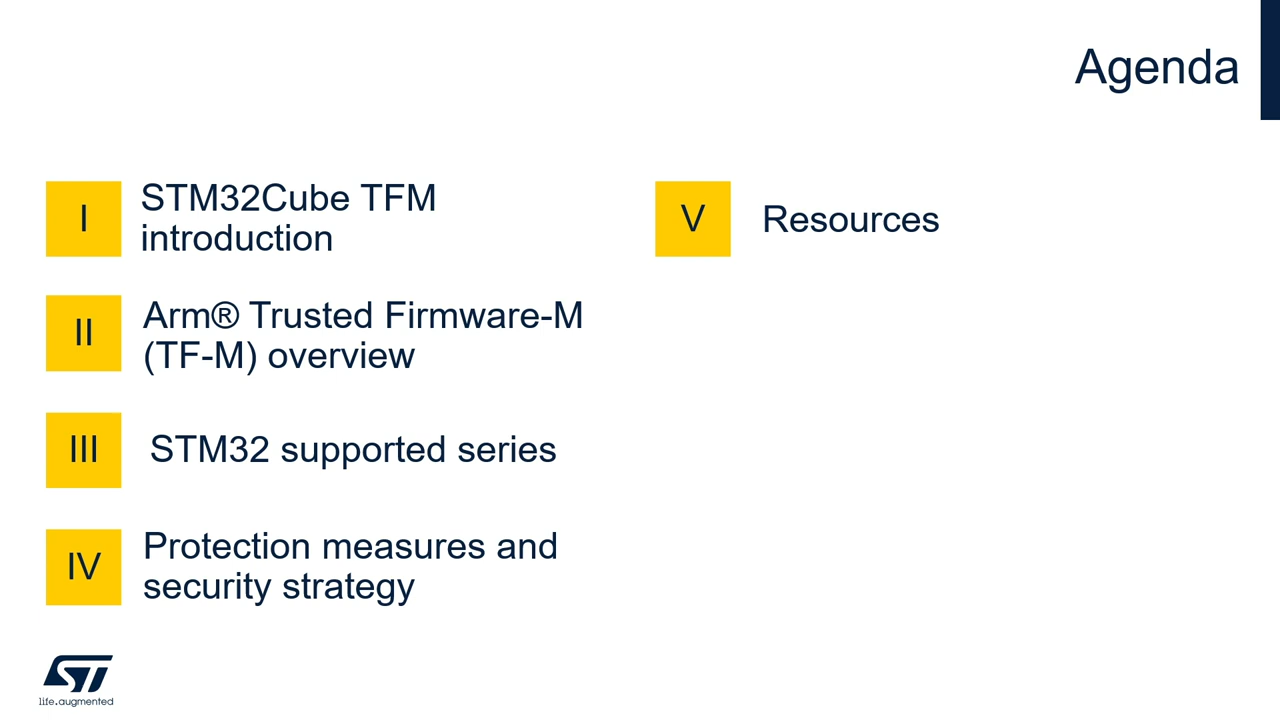 Agenda
I
STM32Cube TFM
introduction
II
Arm® Trusted Firmware-M
(TF-M) overview
III
STM32 supported series
IV
Protection measures and
security strategy
V
Resources
ST
life.augmented